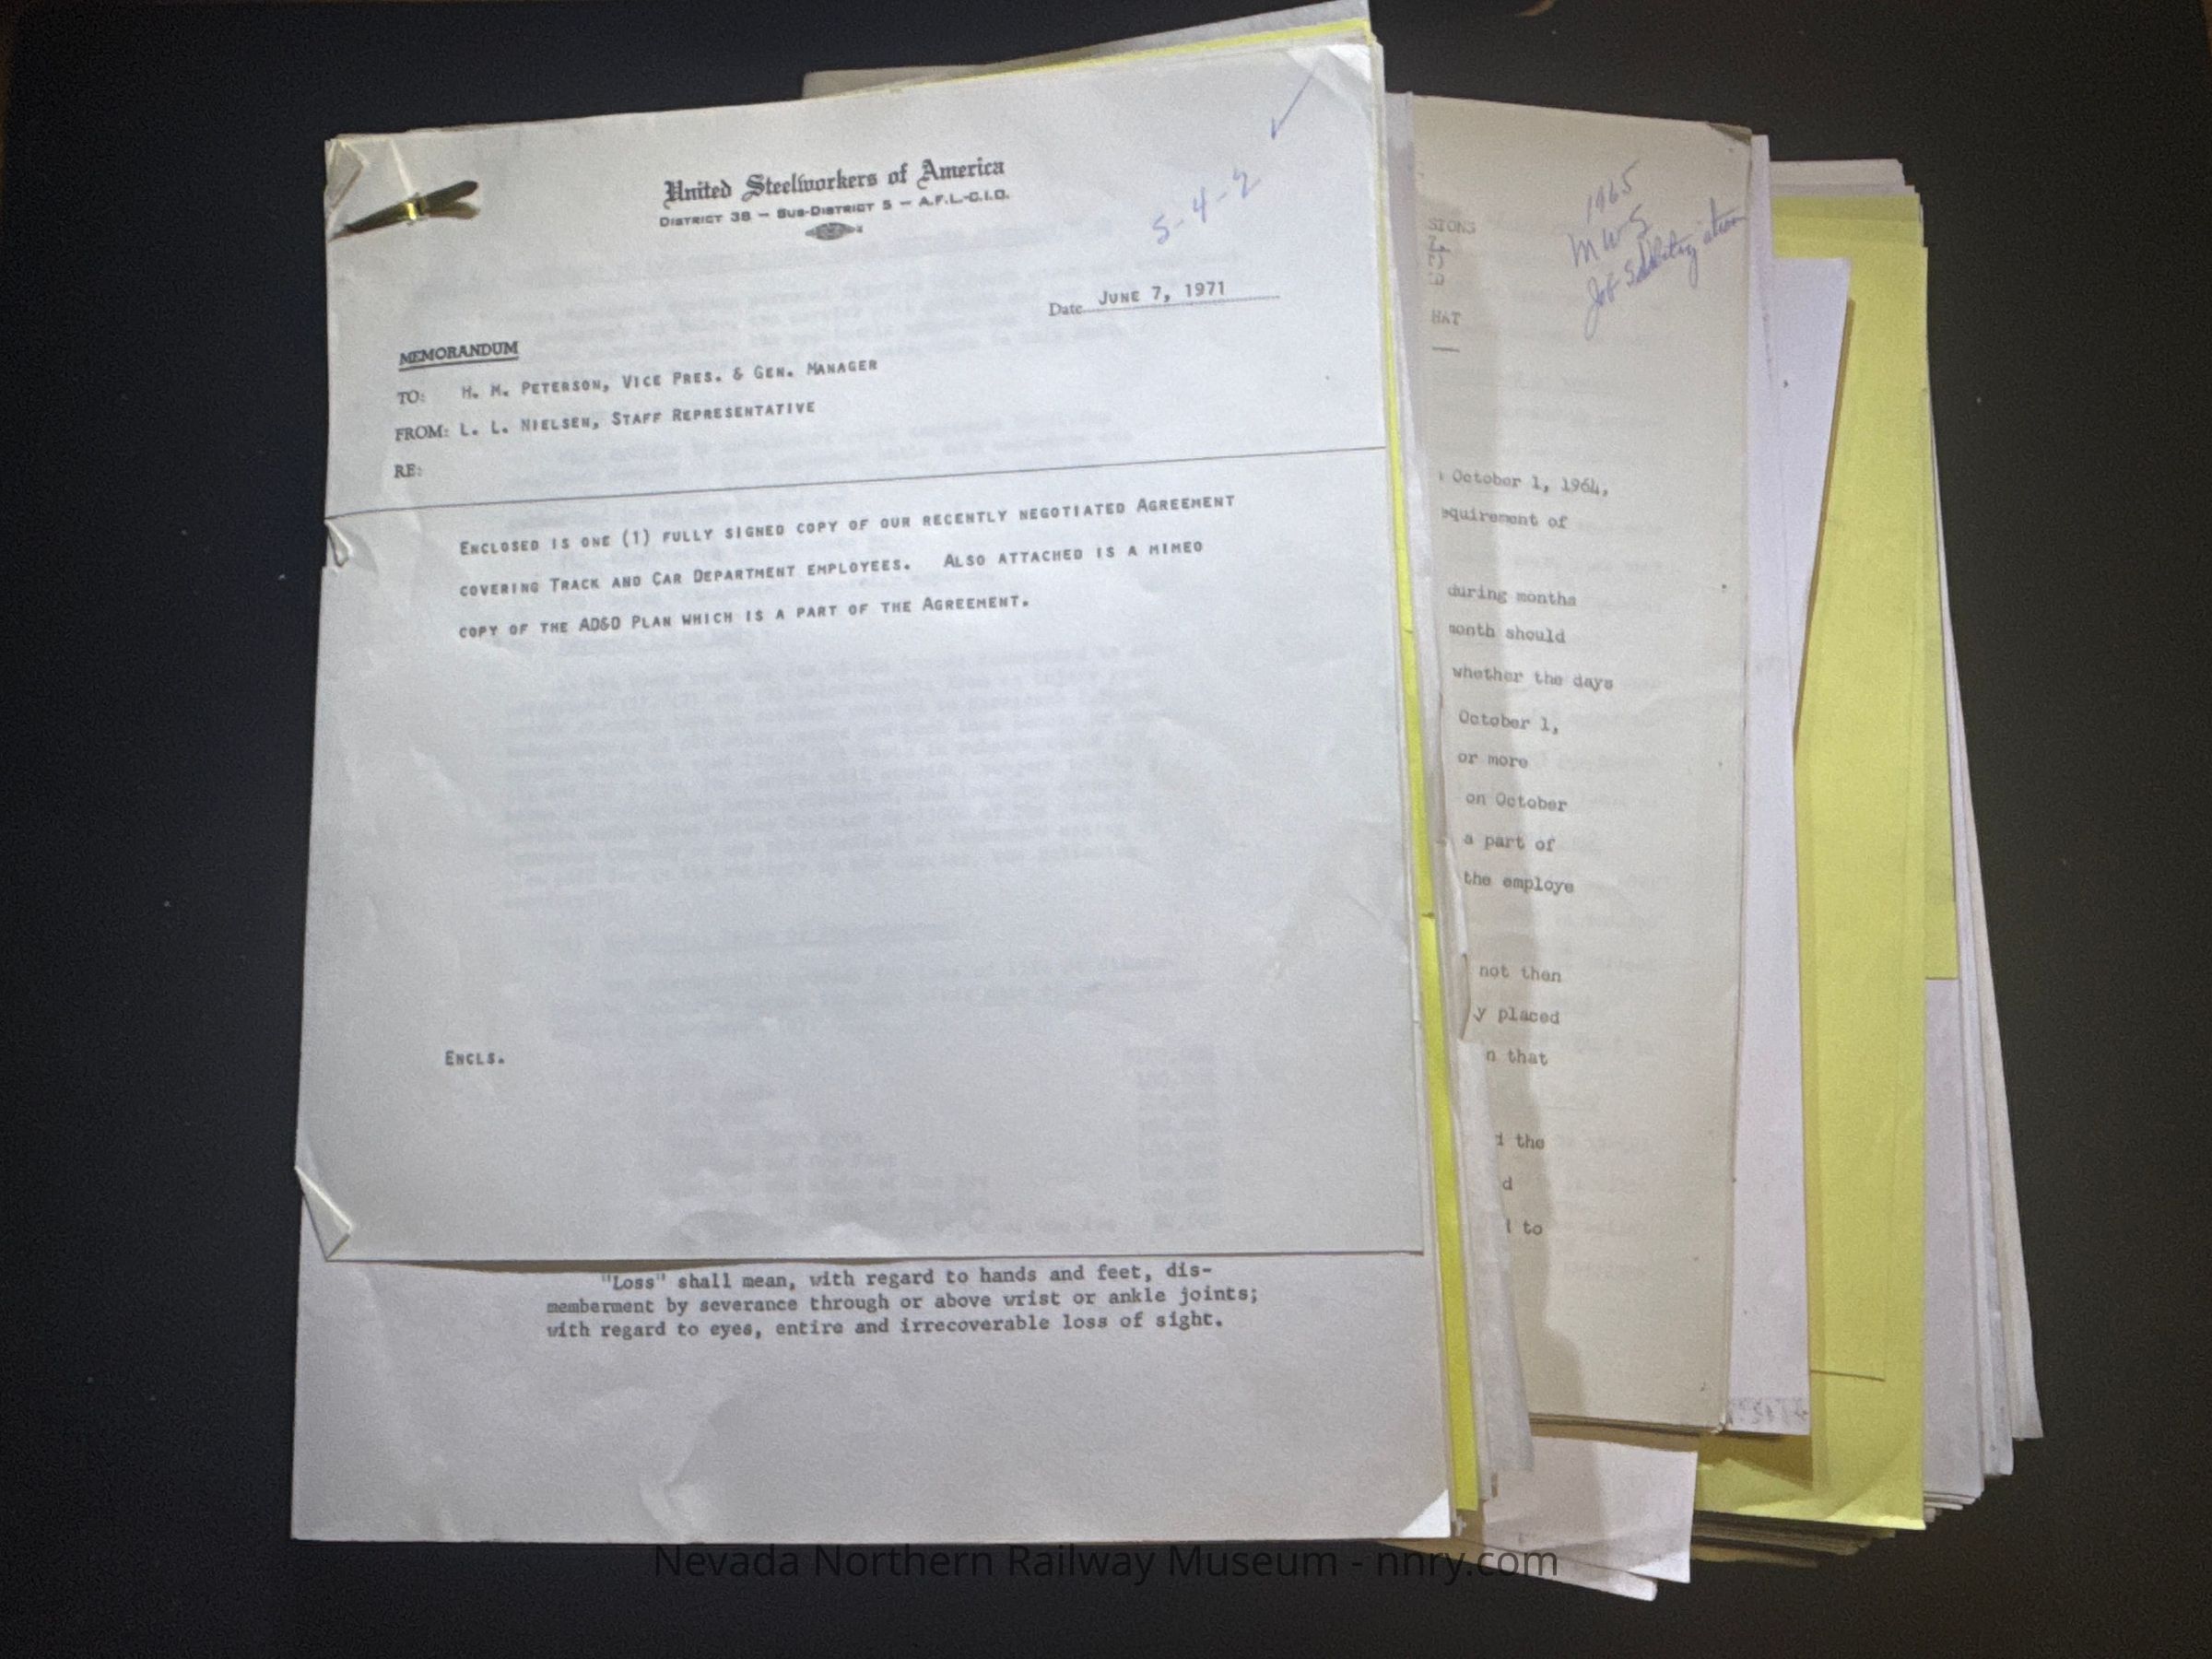 United Steelworkers of America
DISTRICT 38 — SUB-DISTRICT 5 — A.F.L.-C.I.O.
5-4-2
Date JUNE 7, 1971
MEMORANDUM
TO: H. M. PETERSON, VICE PRES. & GEN. MANAGER
FROM: L. L. NIELSEN, STAFF REPRESENTATIVE
RE:
ENCLOSED IS ONE (1) FULLY SIGNED COPY OF OUR RECENTLY NEGOTIATED AGREEMENT
COVERING TRACK AND CAR DEPARTMENT EMPLOYEES. ALSO ATTACHED IS A MIMEO
COPY OF THE AD&D PLAN WHICH IS A PART OF THE AGREEMENT.
ENCLS.
"Loss" shall mean, with regard to hands and feet, dis-
memberment by severance through or above wrist or ankle joints;
with regard to eyes, entire and irrecoverable loss of sight.
1965
MWS
Job
SIONS
HAT
October 1, 1964,
equirement of
during months
month should
whether the days
October 1,
or more
on October
a part of
the employe
not then
y placed
n that
the
d
to
Nevada Northern Railway Museum - nnry.com